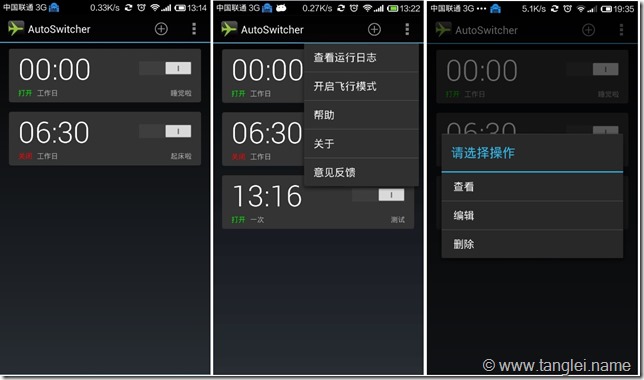 中国联通 3G 0.33K/s 13:14
AutoSwitcher
00:00
打开 工作日 睡觉啦
06:30
关闭 工作日 起床啦
中国联通 3G 0.27K/s 13:22
AutoSwitcher
查看运行日志
开启飞行模式
帮助
关于
意见反馈
00:00
打开 工作日
06:30
关闭 工作日
13:16
打开 一次 测试
中国联通 3G 5.1K/s 19:35
AutoSwitcher
00:00
打开 工作日 睡觉啦
06:30
请选择操作
查看
编辑
删除
© www.tanglei.name